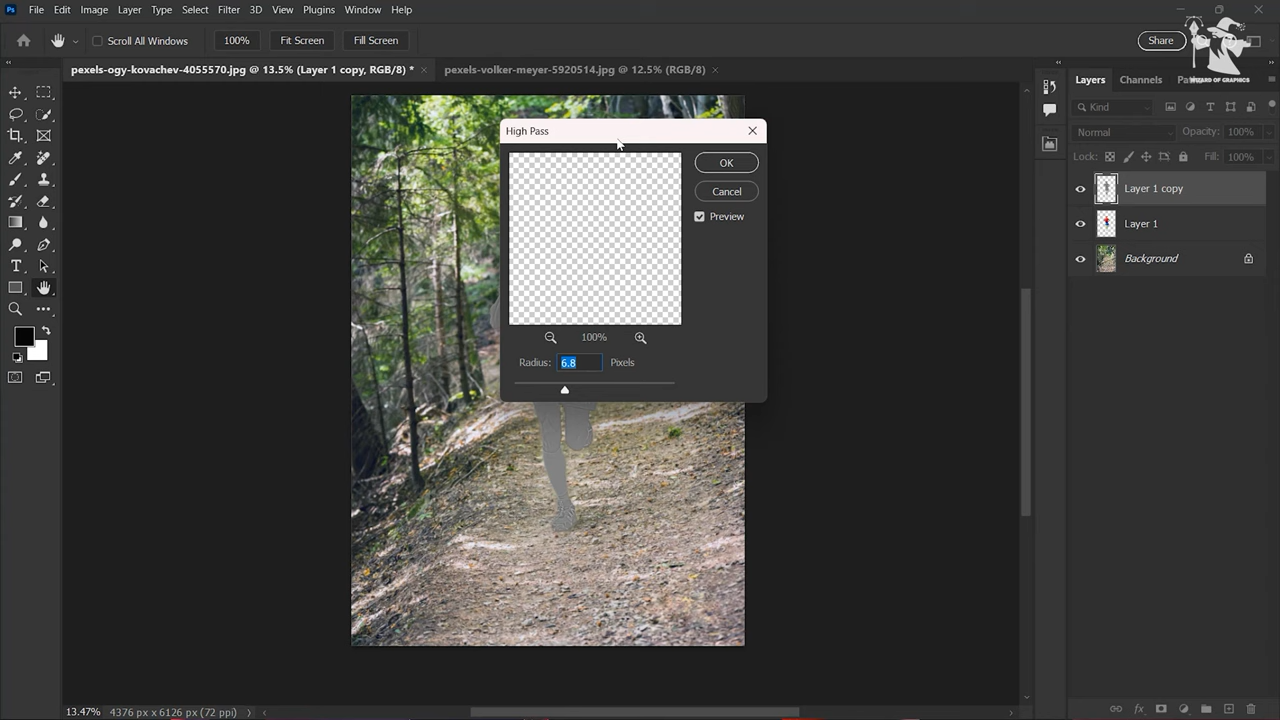 Ps File Edit Image Layer Type Select Filter 3D View Plugins Window Help
Scroll All Windows 100% Fit Screen Fill Screen Share
WIZARD OF GRAPHICS
pexels-ogy-kovachev-4055570.jpg @ 13.5% (Layer 1 copy, RGB/8) * pexels-volker-meyer-5920514.jpg @ 12.5% (RGB/8)
Layers Channels
Kind
Normal Opacity: 100%
Lock: Fill: 100%
Layer 1 copy
Layer 1
Background
High Pass
OK
Cancel
Preview
100%
Radius: 6.8 Pixels
13.47% 4376 px x 6126 px (72 ppi)